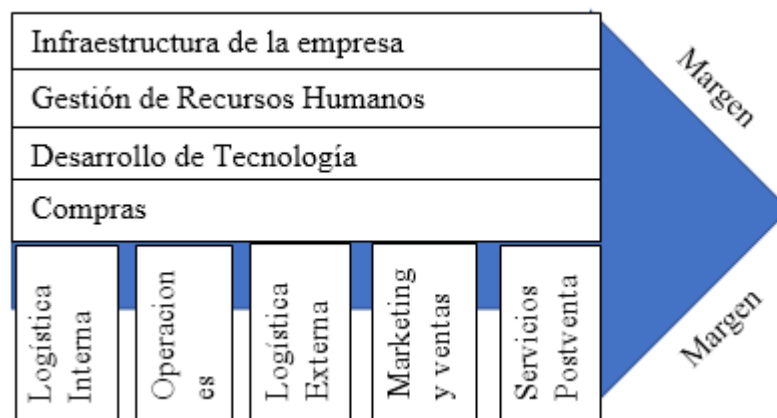 Infraestructura de la empresa
Gestión de Recursos Humanos
Desarrollo de Tecnología
Compras
Logística
Interna
Operacion
es
Logística
Externa
Marketing
y ventas
Servicios
Postventa
Margen
Margen